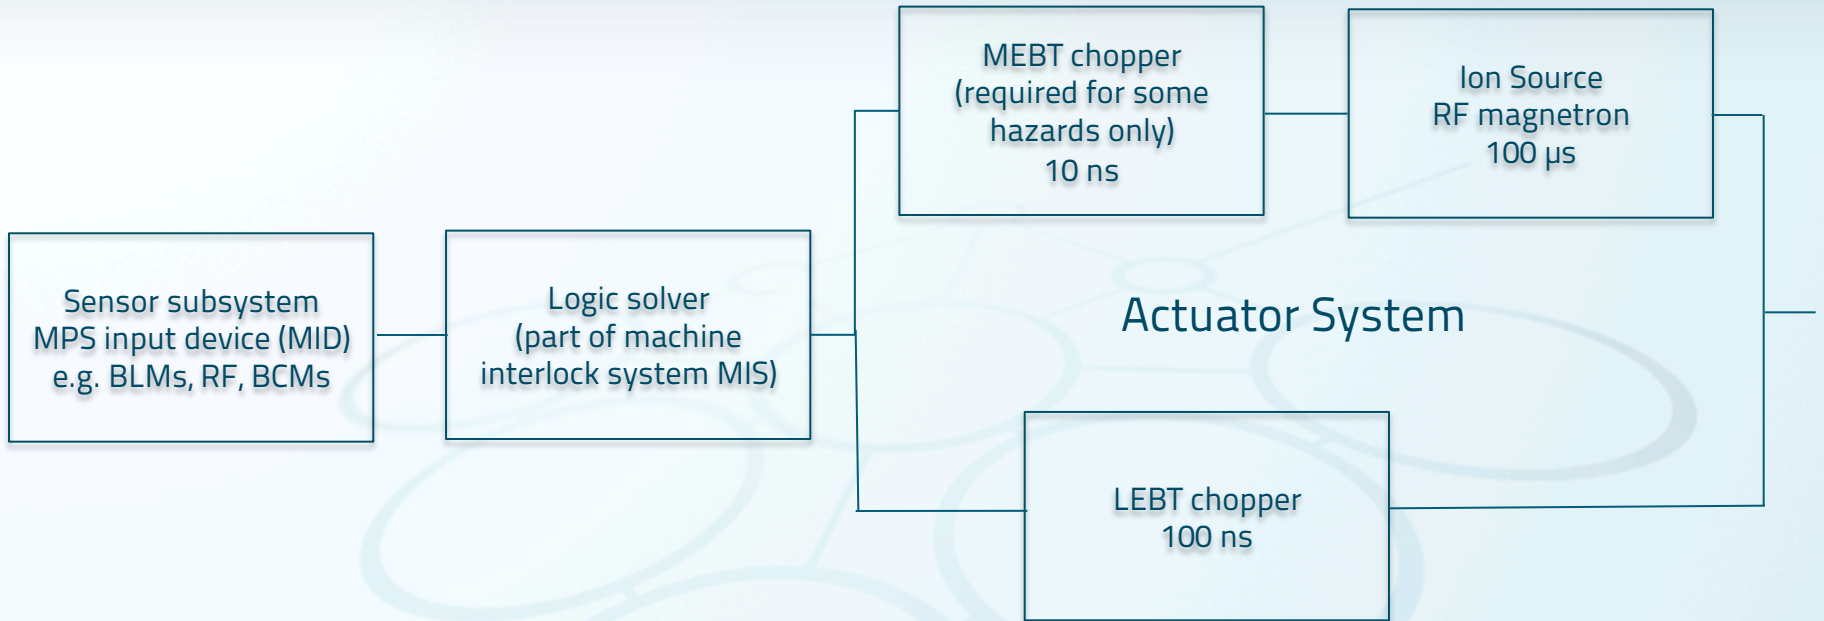 Sensor subsystem
MPS input device (MID)
e.g. BLMs, RF, BCMs
Logic solver
(part of machine
interlock system MIS)
MEBT chopper
(required for some
hazards only)
10 ns
Ion Source
RF magnetron
100 µs
Actuator System
LEBT chopper
100 ns